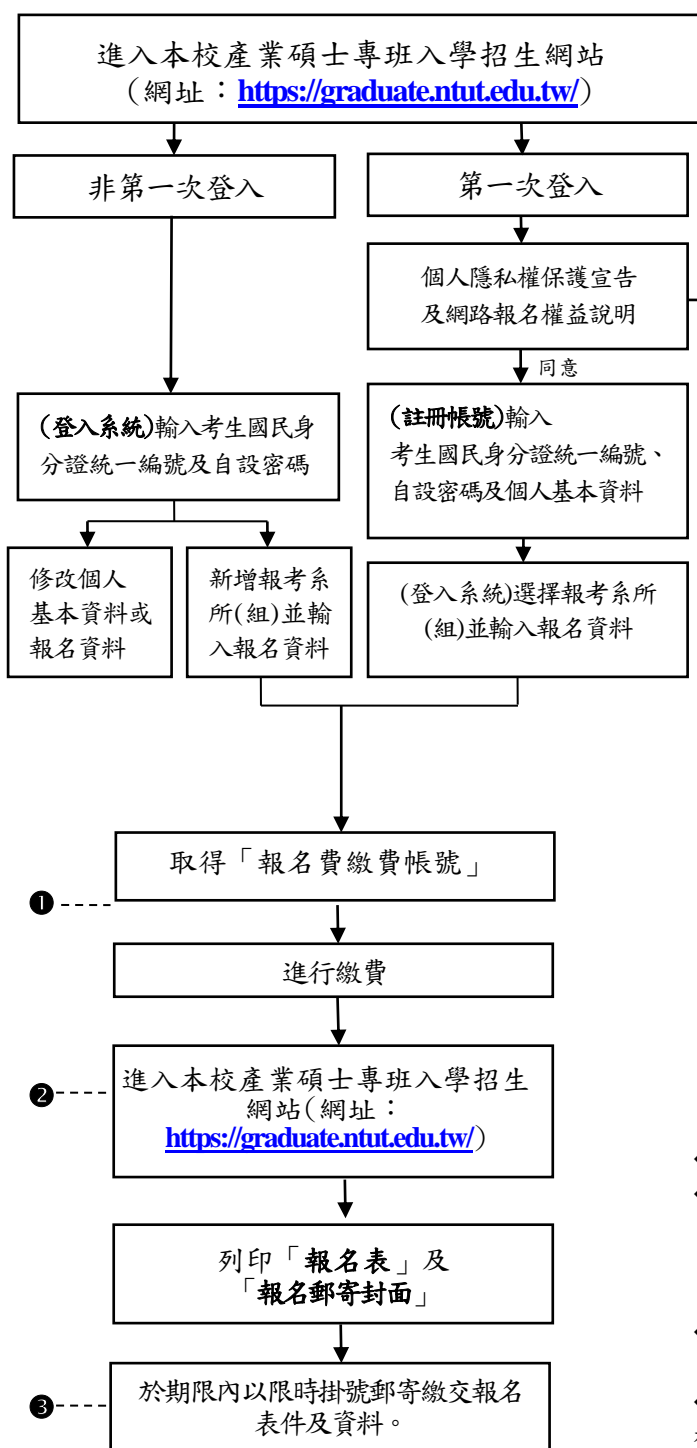 進入本校產業碩士專班入學招生網站
(網址：https://graduate.ntut.edu.tw/)
非第一次登入
第一次登入
個人隱私權保護宣告
及網路報名權益說明
同意
(登入系統)輸入考生國民身
分證統一編號及自設密碼
(註冊帳號)輸入
考生國民身分證統一編號、
自設密碼及個人基本資料
修改個人
基本資料或
報名資料
新增報考系
所(組)並輸
入報名資料
(登入系統)選擇報考系所
(組)並輸入報名資料
取得「報名費繳費帳號」
❶
進行繳費
❷
進入本校產業碩士專班入學招生
網站(網址：
https://graduate.ntut.edu.tw/)
列印「報名表」及
「報名郵寄封面」
❸
於期限內以限時掛號郵寄繳交報名
表件及資料。